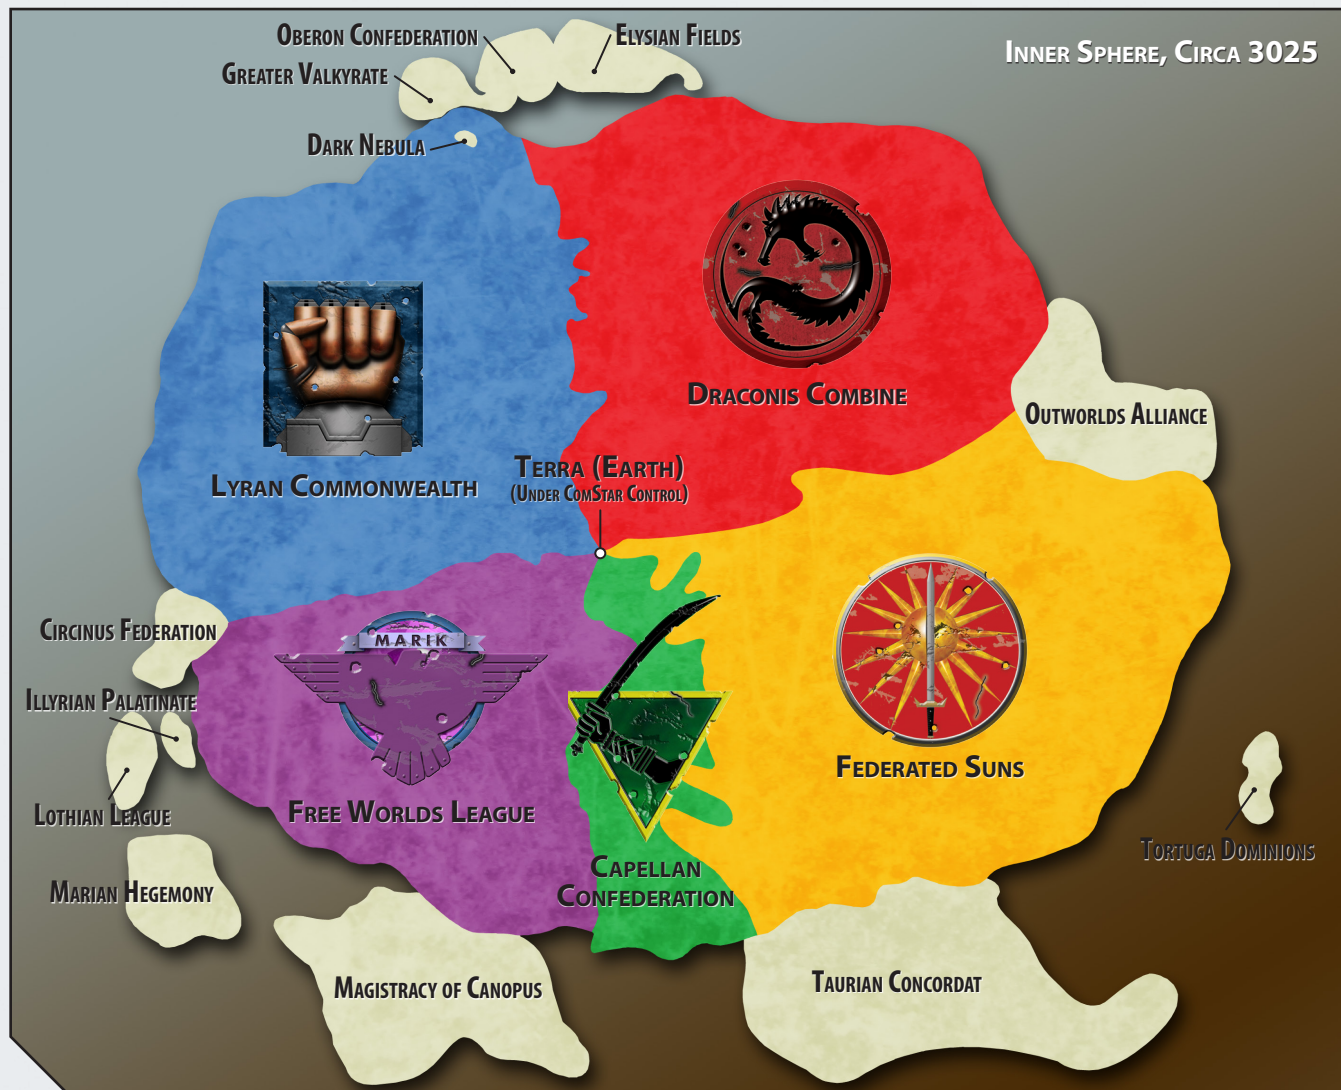 Oberon Confederation
Elysian Fields
Inner Sphere, Circa 3025
Greater Valkyrate
Dark Nebula
Draconis Combine
Outworlds Alliance
Lyran Commonwealth
Terra (Earth)
(Under ComStar Control)
Circinus Federation
MARIK
Illyrian Palatinate
Federated Suns
Lothian League
Free Worlds League
Tortuga Dominions
Capellan
Confederation
Marian Hegemony
Magistracy of Canopus
Taurian Concordat